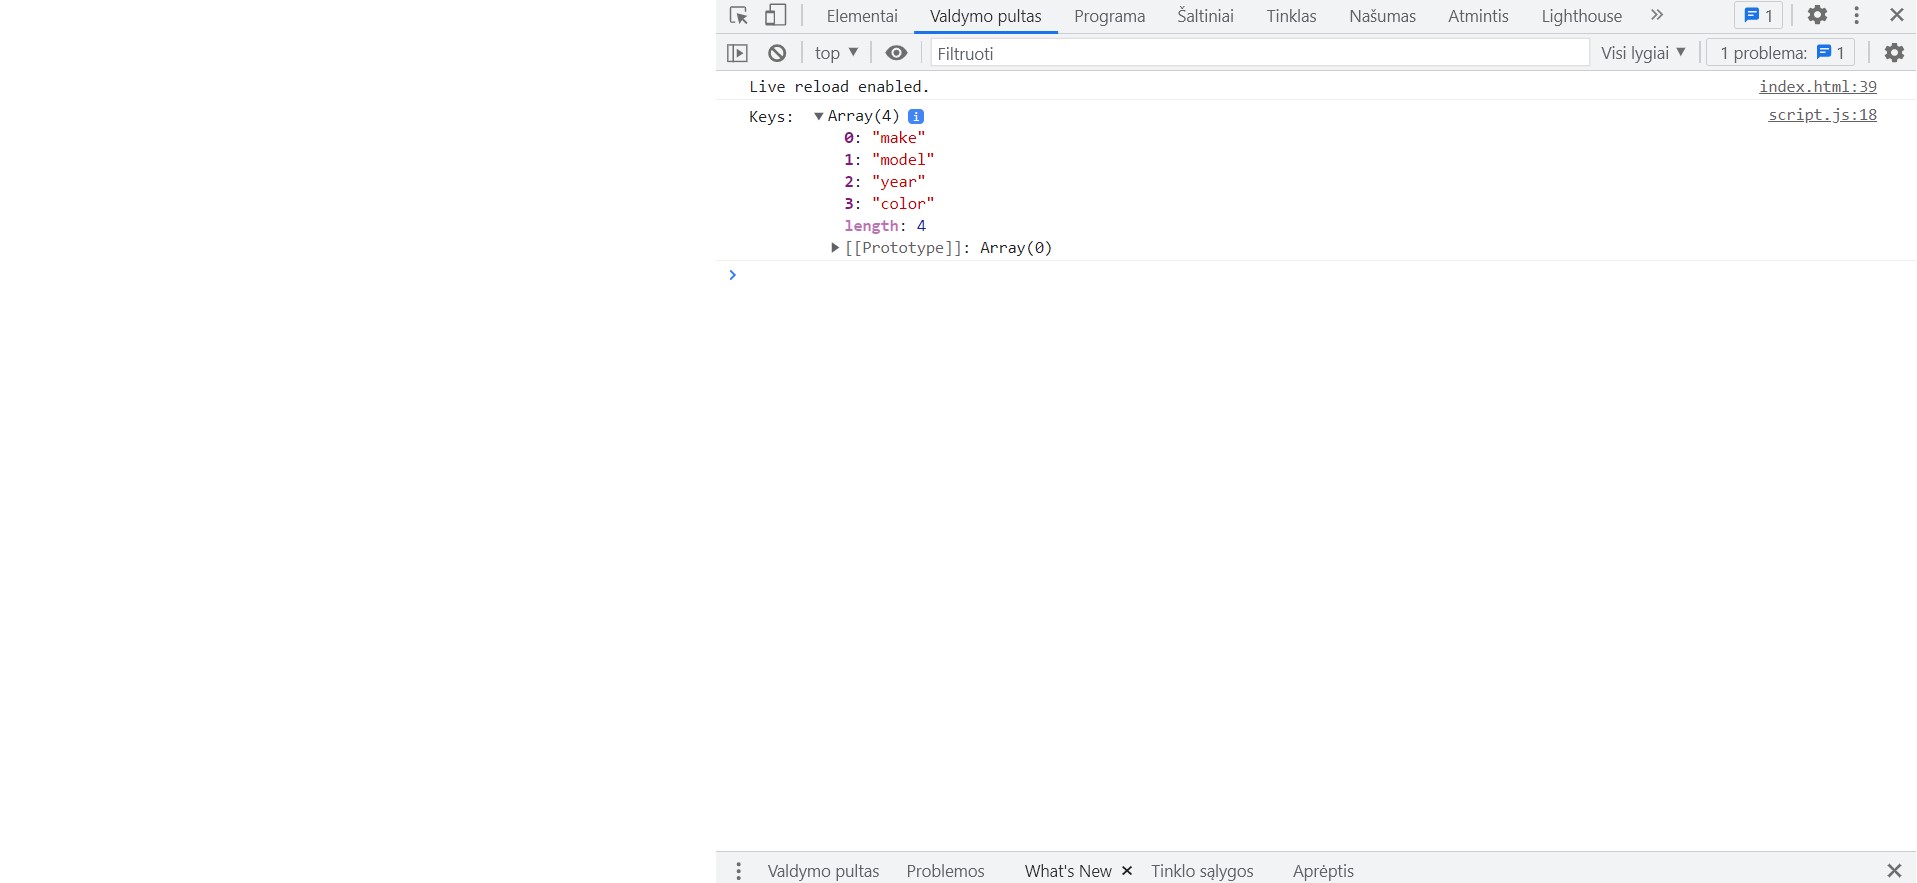 Elementai Valdymo pultas Programa Šaltiniai Tinklas Našumas Atmintis Lighthouse 1
top Filtruoti Visi lygiai 1 problema: 1
Live reload enabled. index.html:39
Keys: Array(4) i script.js:18
0: "make"
1: "model"
2: "year"
3: "color"
length: 4
[[Prototype]]: Array(0)
Valdymo pultas Problemos What's New Tinklo sąlygos Aprėptis